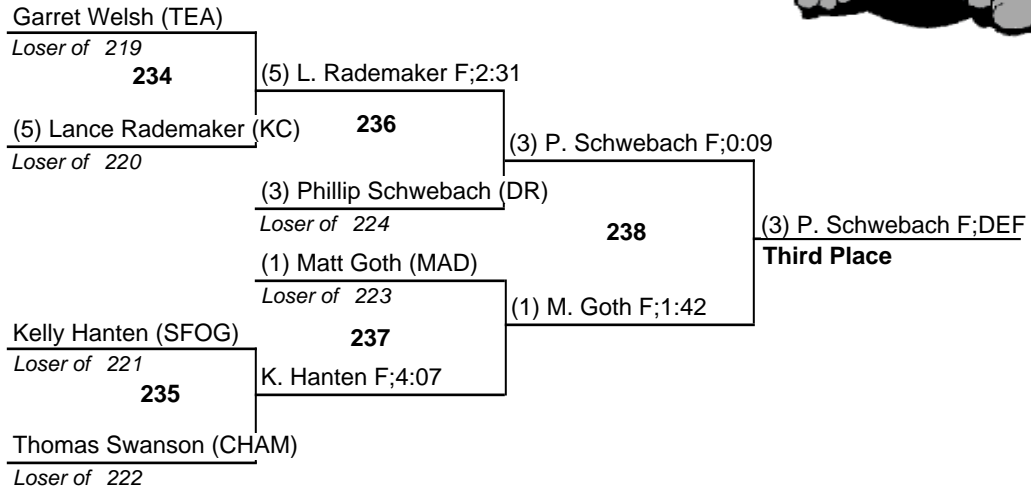 Garret Welsh (TEA)
Loser of 219
234
(5) L. Rademaker F;2:31
(5) Lance Rademaker (KC)
Loser of 220
236
(3) P. Schwebach F;0:09
(3) Phillip Schwebach (DR)
Loser of 224
238
(3) P. Schwebach F;DEF
Third Place
(1) Matt Goth (MAD)
Loser of 223
(1) M. Goth F;1:42
Kelly Hanten (SFOG)
Loser of 221
237
235
K. Hanten F;4:07
Thomas Swanson (CHAM)
Loser of 222